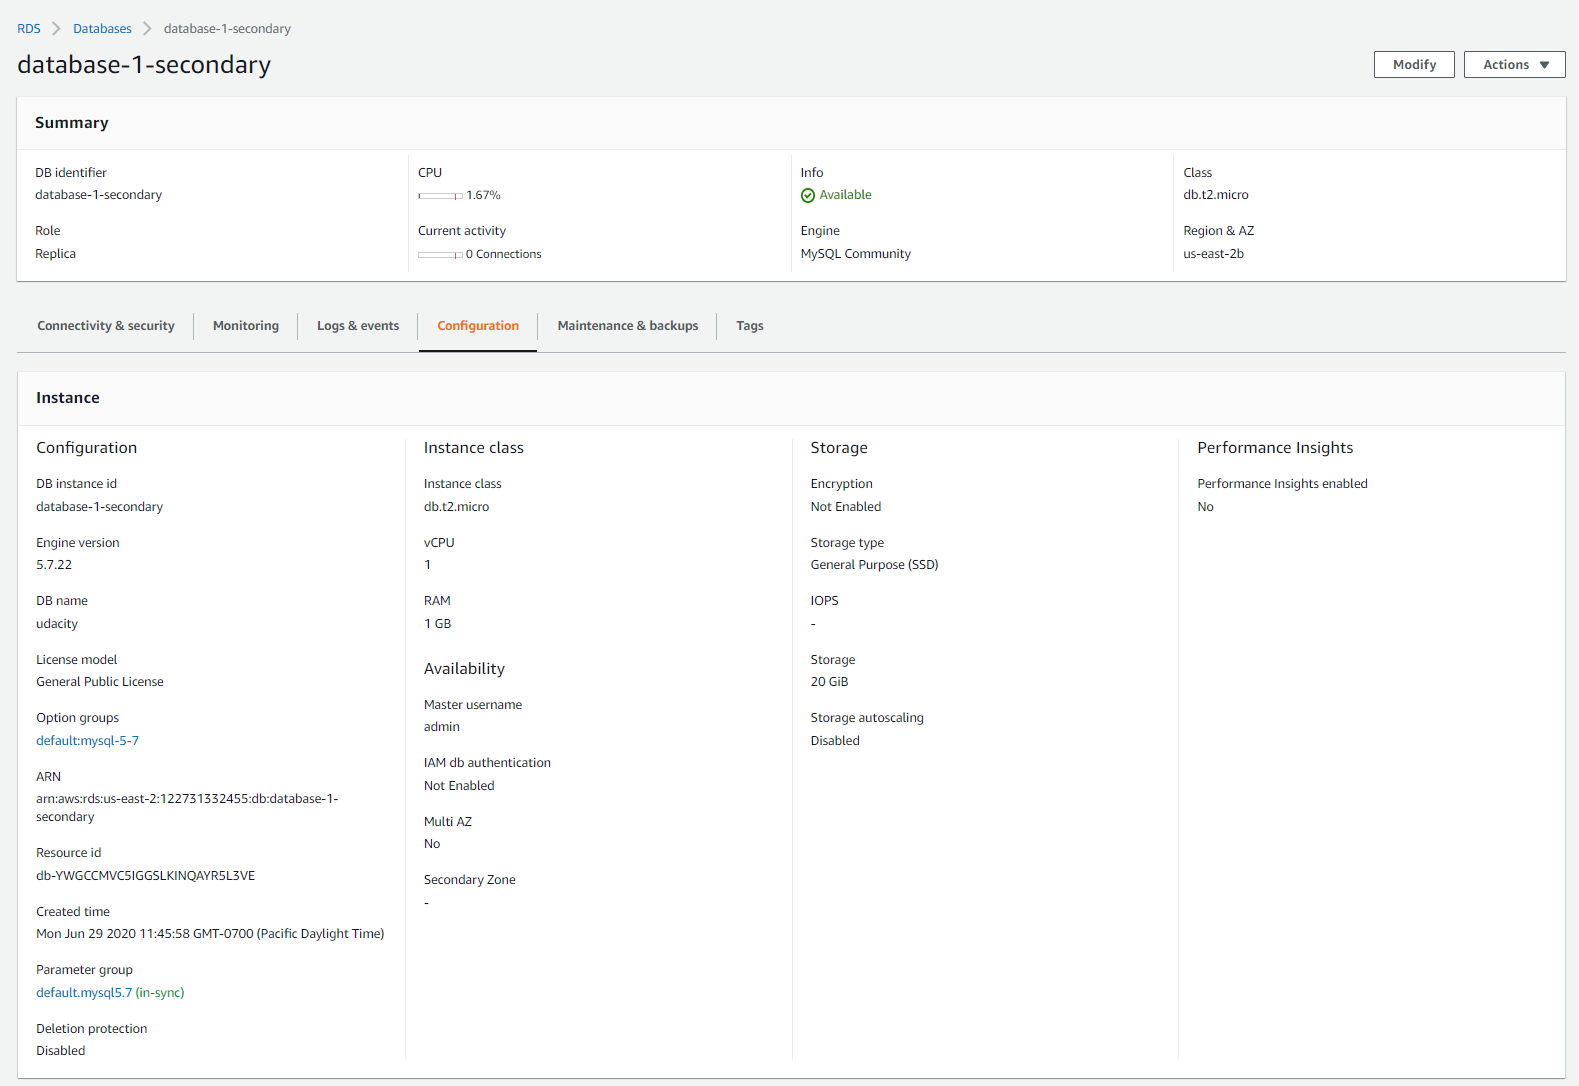 RDS
Databases
database-1-secondary
database-1-secondary
Modify
Actions
Summary
DB identifier
database-1-secondary
Role
Replica
CPU
1.67%
Current activity
0 Connections
Info
Available
Engine
MySQL Community
Class
db.t2.micro
Region & AZ
us-east-2b
Connectivity & security
Monitoring
Logs & events
Configuration
Maintenance & backups
Tags
Instance
Configuration
DB instance id
database-1-secondary
Engine version
5.7.22
DB name
udacity
License model
General Public License
Option groups
default:mysql-5-7
ARN
arn:aws:rds:us-east-2:122731332455:db:database-1-
secondary
Resource id
db-YWGCCMVC5IGGSLKINQAYR5L3VE
Created time
Mon Jun 29 2020 11:45:58 GMT-0700 (Pacific Daylight Time)
Parameter group
default.mysql5.7 (in-sync)
Deletion protection
Disabled
Instance class
Instance class
db.t2.micro
vCPU
1
RAM
1 GB
Availability
Master username
admin
IAM db authentication
Not Enabled
Multi AZ
No
Secondary Zone
-
Storage
Encryption
Not Enabled
Storage type
General Purpose (SSD)
IOPS
-
Storage
20 GiB
Storage autoscaling
Disabled
Performance Insights
Performance Insights enabled
No